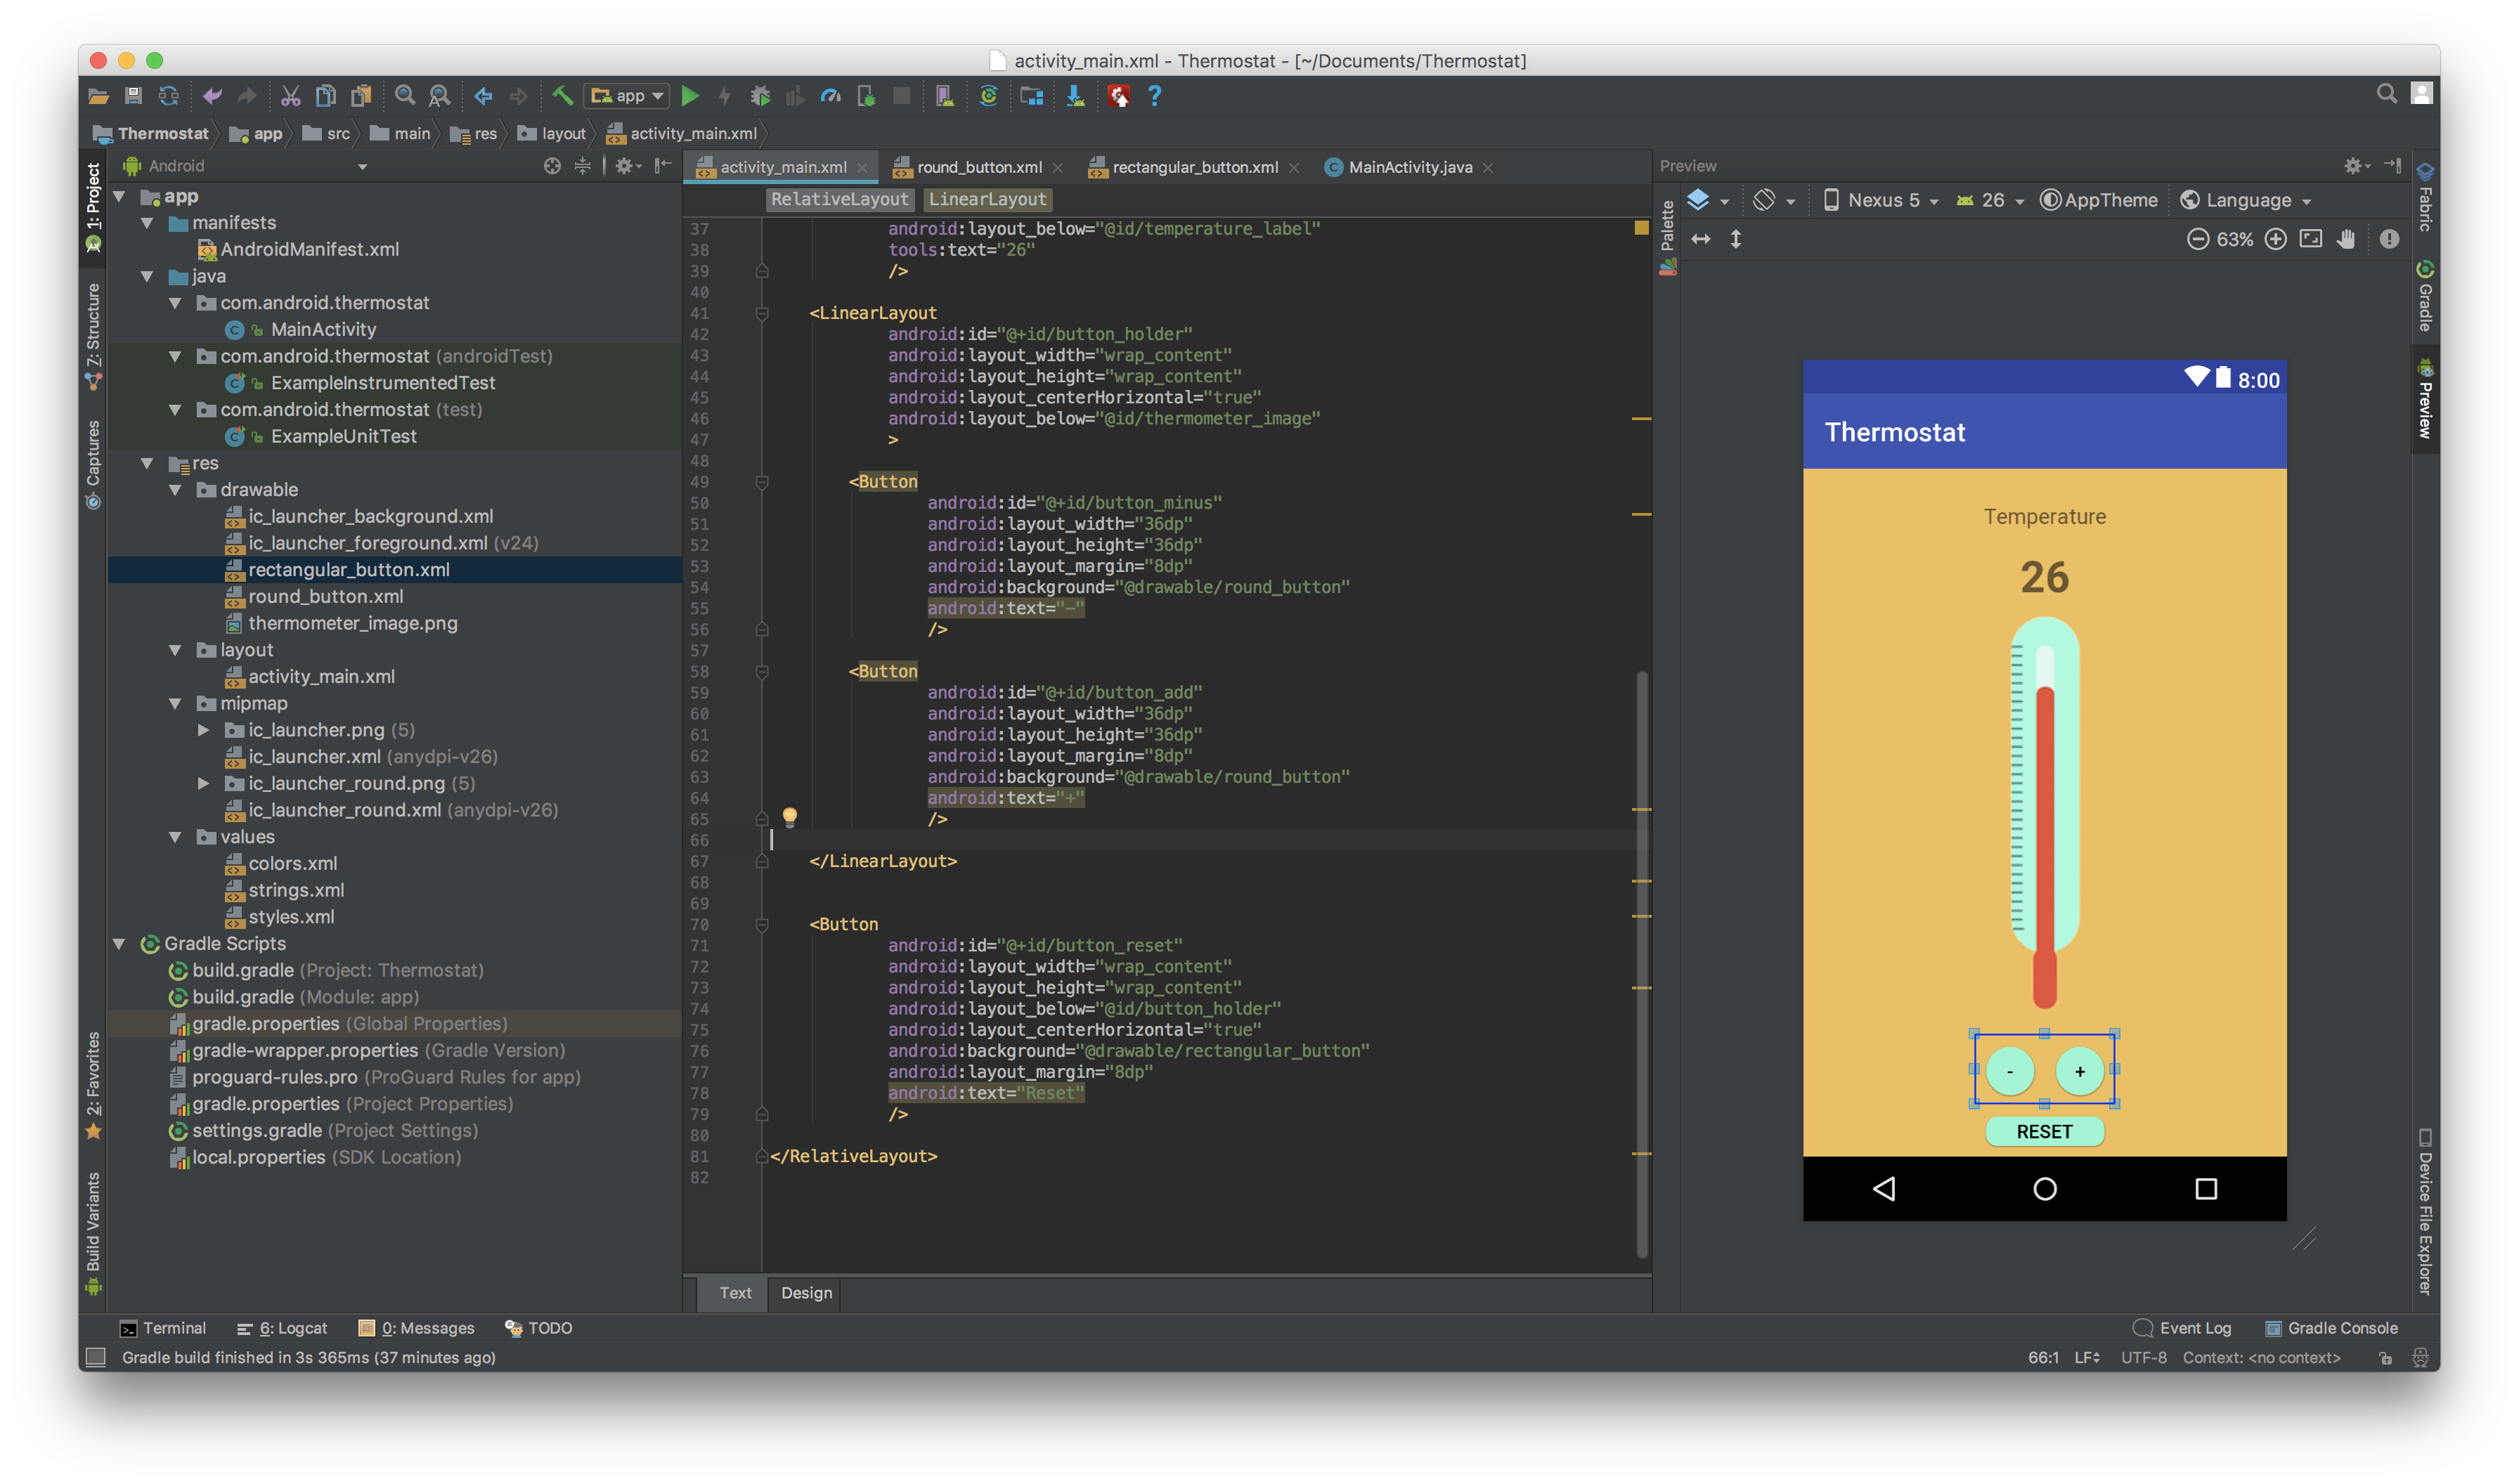 activity_main.xml - Thermostat - [~/Documents/Thermostat]
app
Thermostat app src main res layout activity_main.xml
1: Project
Z: Structure
Captures
2: Favorites
Build Variants
Android
app
manifests
AndroidManifest.xml
java
com.android.thermostat
MainActivity
com.android.thermostat (androidTest)
ExampleInstrumentedTest
com.android.thermostat (test)
ExampleUnitTest
res
drawable
ic_launcher_background.xml
ic_launcher_foreground.xml (v24)
rectangular_button.xml
round_button.xml
thermometer_image.png
layout
activity_main.xml
mipmap
ic_launcher.png (5)
ic_launcher.xml (anydpi-v26)
ic_launcher_round.png (5)
ic_launcher_round.xml (anydpi-v26)
values
colors.xml
strings.xml
styles.xml
Gradle Scripts
build.gradle (Project: Thermostat)
build.gradle (Module: app)
gradle.properties (Global Properties)
gradle-wrapper.properties (Gradle Version)
proguard-rules.pro (ProGuard Rules for app)
gradle.properties (Project Properties)
settings.gradle (Project Settings)
local.properties (SDK Location)
activity_main.xml round_button.xml rectangular_button.xml MainActivity.java
RelativeLayout LinearLayout
37 android:layout_below="@id/temperature_label"
38 tools:text="26"
39 />
40
41 <LinearLayout
42 android:id="@+id/button_holder"
43 android:layout_width="wrap_content"
44 android:layout_height="wrap_content"
45 android:layout_centerHorizontal="true"
46 android:layout_below="@id/thermometer_image"
47 >
48
49 <Button
50 android:id="@+id/button_minus"
51 android:layout_width="36dp"
52 android:layout_height="36dp"
53 android:layout_margin="8dp"
54 android:background="@drawable/round_button"
55 android:text="-"
56 />
57
58 <Button
59 android:id="@+id/button_add"
60 android:layout_width="36dp"
61 android:layout_height="36dp"
62 android:layout_margin="8dp"
63 android:background="@drawable/round_button"
64 android:text="+"
65 />
66
67 </LinearLayout>
68
69
70 <Button
71 android:id="@+id/button_reset"
72 android:layout_width="wrap_content"
73 android:layout_height="wrap_content"
74 android:layout_below="@id/button_holder"
75 android:layout_centerHorizontal="true"
76 android:background="@drawable/rectangular_button"
77 android:layout_margin="8dp"
78 android:text="Reset"
79 />
80
81 </RelativeLayout>
82
Text Design
Preview
Palette
Nexus 5 26 AppTheme Language
63%
8:00
Thermostat
Temperature
26
- +
RESET
Fabric
Gradle
Preview
Device File Explorer
Terminal 6: Logcat 0: Messages TODO
Event Log Gradle Console
Gradle build finished in 3s 365ms (37 minutes ago)
66:1 LF UTF-8 Context: <no context>